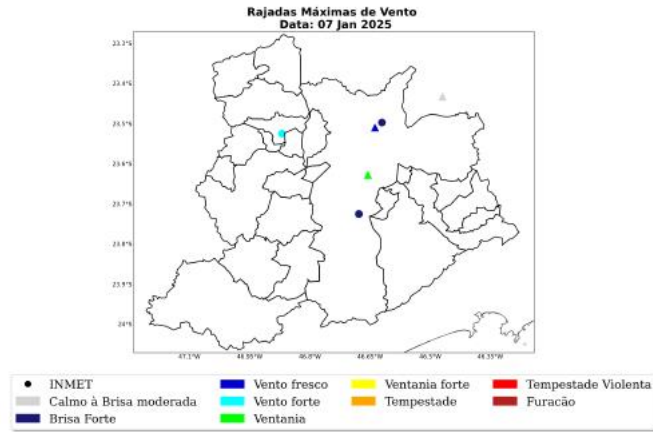 Rajadas Máximas de Vento
Data: 07 Jan 2025
23.3°S
23.4°S
23.5°S
23.6°S
23.7°S
23.8°S
23.9°S
24°S
47.1°W
46.95°W
46.8°W
46.65°W
46.5°W
46.35°W
INMET
Calmo à Brisa moderada
Brisa Forte
Vento fresco
Vento forte
Ventania
Ventania forte
Tempestade
Tempestade Violenta
Furacão